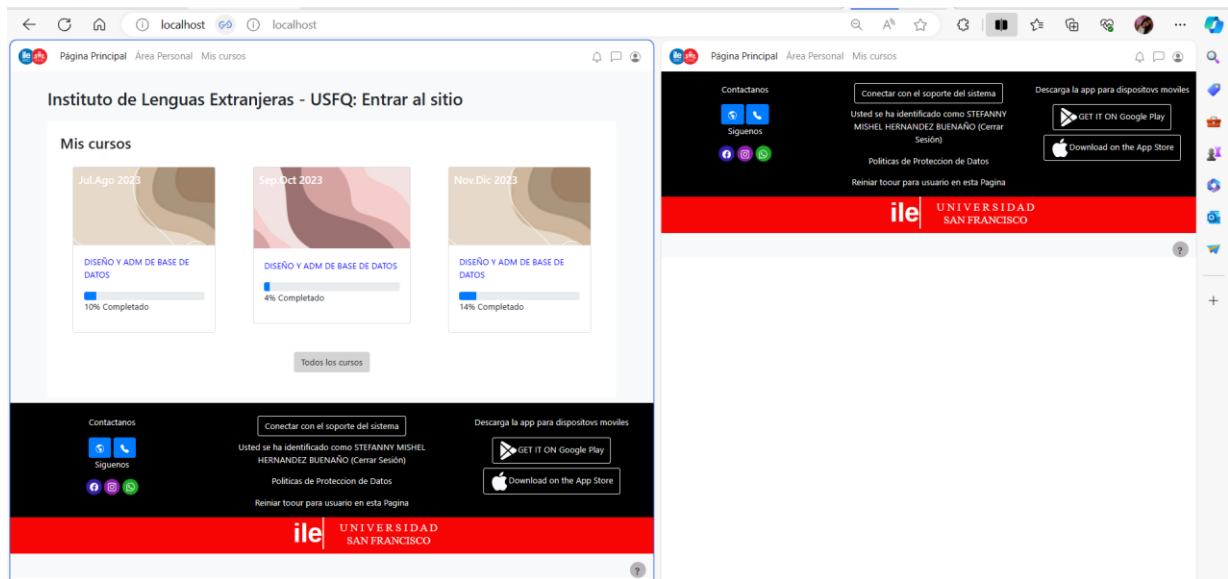 localhost
localhost
ile
Página Principal Área Personal Mis cursos
Instituto de Lenguas Extranjeras - USFQ: Entrar al sitio
Mis cursos
Jul.Ago 2023
DISEÑO Y ADM DE BASE DE
DATOS
10% Completado
Sep.Oct 2023
DISEÑO Y ADM DE BASE DE DATOS
4% Completado
Nov.Dic 2023
DISEÑO Y ADM DE BASE DE
DATOS
14% Completado
Todos los cursos
Contactanos
Siguenos
Conectar con el soporte del sistema
Usted se ha identificado como STEFANNY MISHEL
HERNANDEZ BUENAÑO (Cerrar Sesión)
Politicas de Proteccion de Datos
Reiniar toour para usuario en esta Pagina
Descarga la app para dispositovs moviles
GET IT ON Google Play
Download on the App Store
ile
UNIVERSIDAD
SAN FRANCISCO
?
ile
Página Principal Área Personal Mis cursos
Contactanos
Siguenos
Conectar con el soporte del sistema
Usted se ha identificado como STEFANNY
MISHEL HERNANDEZ BUENAÑO (Cerrar
Sesión)
Politicas de Proteccion de Datos
Reiniar toour para usuario en esta Pagina
Descarga la app para dispositovs moviles
GET IT ON Google Play
Download on the App Store
ile
UNIVERSIDAD
SAN FRANCISCO
?